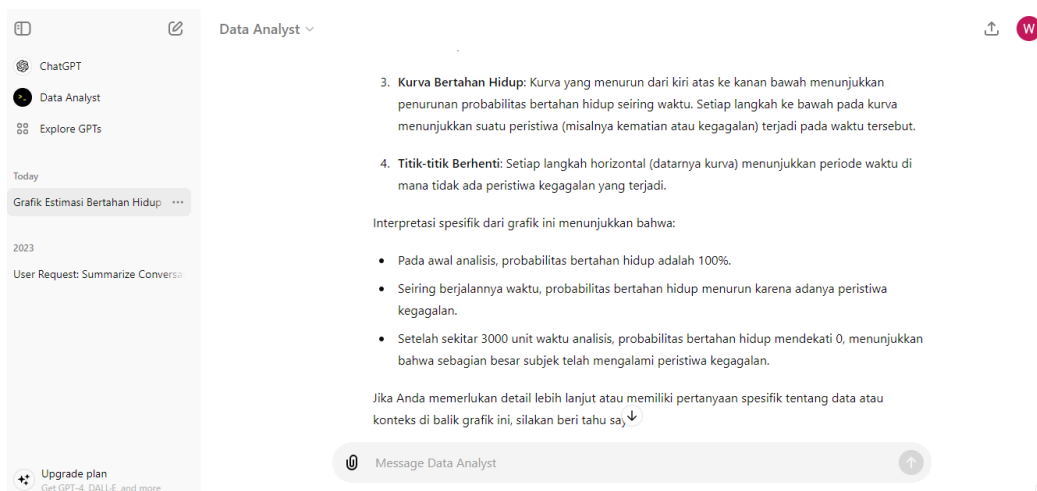 Data Analyst
W
ChatGPT
Data Analyst
Explore GPTs
Today
Grafik Estimasi Bertahan Hidup
2023
User Request: Summarize Conversa
Upgrade plan
Get GPT-4, DALL·E, and more
3. Kurva Bertahan Hidup: Kurva yang menurun dari kiri atas ke kanan bawah menunjukkan
penurunan probabilitas bertahan hidup seiring waktu. Setiap langkah ke bawah pada kurva
menunjukkan suatu peristiwa (misalnya kematian atau kegagalan) terjadi pada waktu tersebut.
4. Titik-titik Berhenti: Setiap langkah horizontal (datarnya kurva) menunjukkan periode waktu di
mana tidak ada peristiwa kegagalan yang terjadi.
Interpretasi spesifik dari grafik ini menunjukkan bahwa:
• Pada awal analisis, probabilitas bertahan hidup adalah 100%.
• Seiring berjalannya waktu, probabilitas bertahan hidup menurun karena adanya peristiwa
kegagalan.
• Setelah sekitar 3000 unit waktu analisis, probabilitas bertahan hidup mendekati 0, menunjukkan
bahwa sebagian besar subjek telah mengalami peristiwa kegagalan.
Jika Anda memerlukan detail lebih lanjut atau memiliki pertanyaan spesifik tentang data atau
konteks di balik grafik ini, silakan beri tahu say
Message Data Analyst